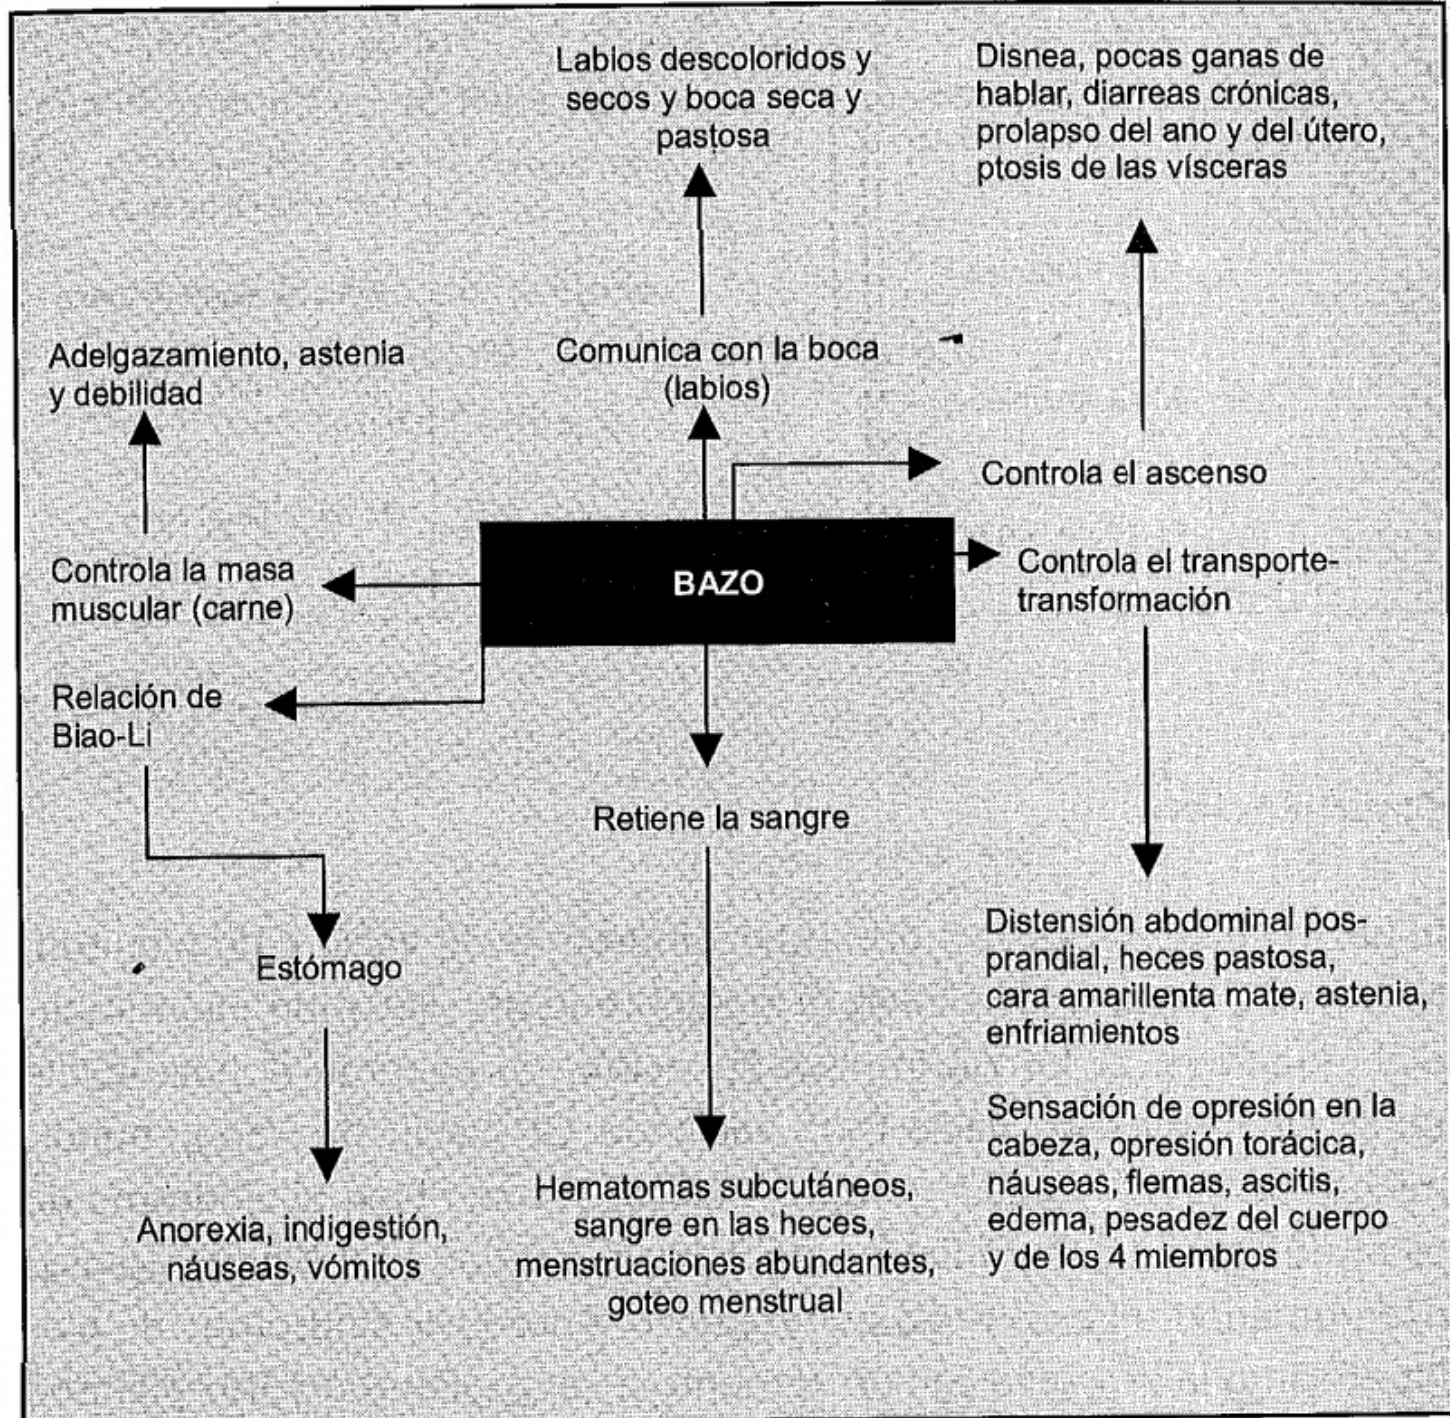 Labios descoloridos y
secos y boca seca y
pastosa
Disnea, pocas ganas de
hablar, diarreas crónicas,
prolapso del ano y del útero,
ptosis de las vísceras
Adelgazamiento, astenia
y debilidad
Comunica con la boca
(labios)
Controla el ascenso
Controla la masa
muscular (carne)
BAZO
Controla el transporte-
transformación
Relación de
Biao-Li
Retiene la sangre
Estómago
Distensión abdominal pos-
prandial, heces pastosa,
cara amarillenta mate, astenia,
enfriamientos
Sensación de opresión en la
cabeza, opresión torácica,
náuseas, flemas, ascitis,
edema, pesadez del cuerpo
y de los 4 miembros
Anorexia, indigestión,
náuseas, vómitos
Hematomas subcutáneos,
sangre en las heces,
menstruaciones abundantes,
goteo menstrual